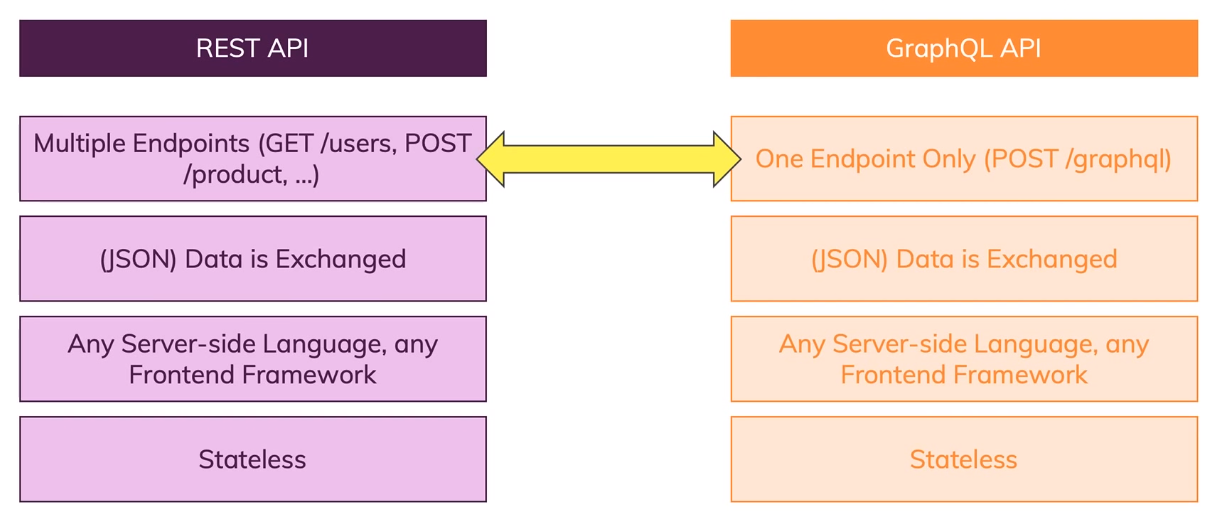 REST API
GraphQL API
Multiple Endpoints (GET /users, POST
/product, ...)
One Endpoint Only (POST /graphql)
(JSON) Data is Exchanged
(JSON) Data is Exchanged
Any Server-side Language, any
Frontend Framework
Any Server-side Language, any
Frontend Framework
Stateless
Stateless